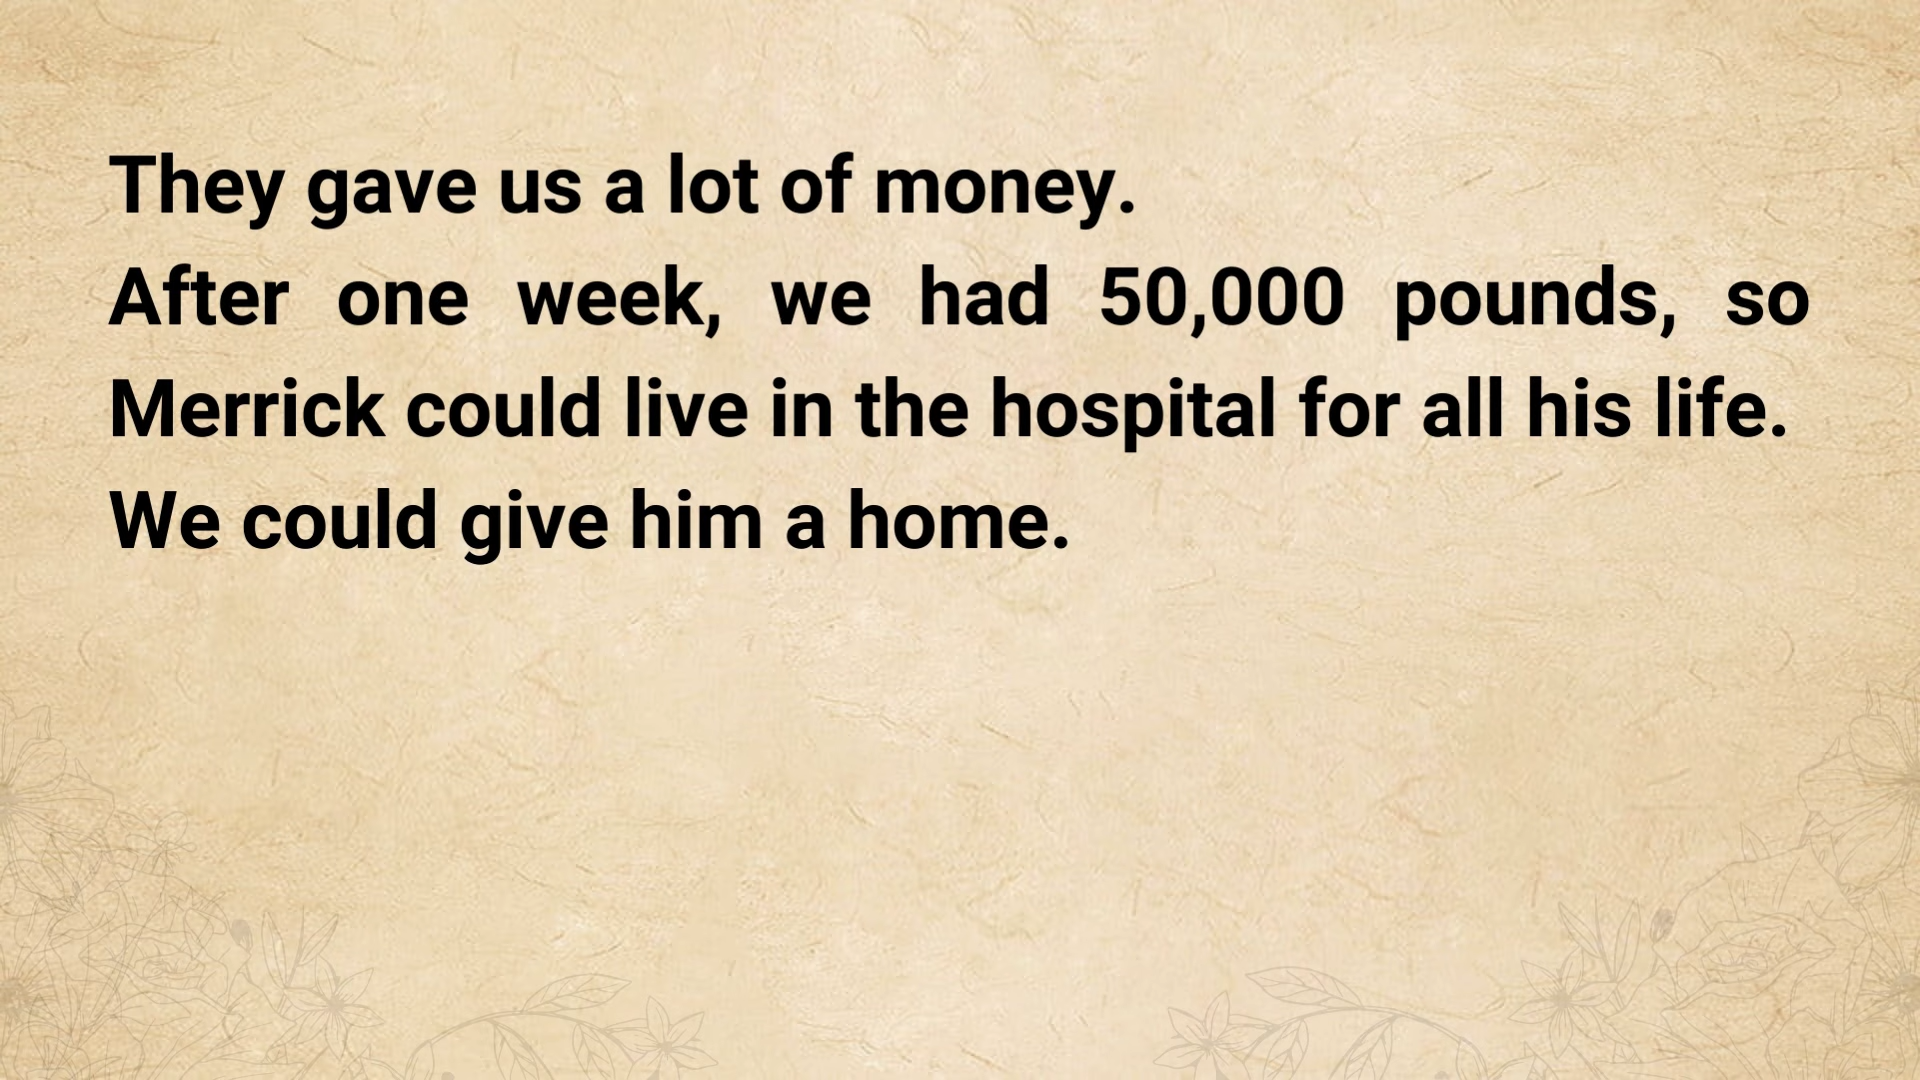 They gave us a lot of money.
After one week, we had 50,000 pounds, so
Merrick could live in the hospital for all his life.
We could give him a home.